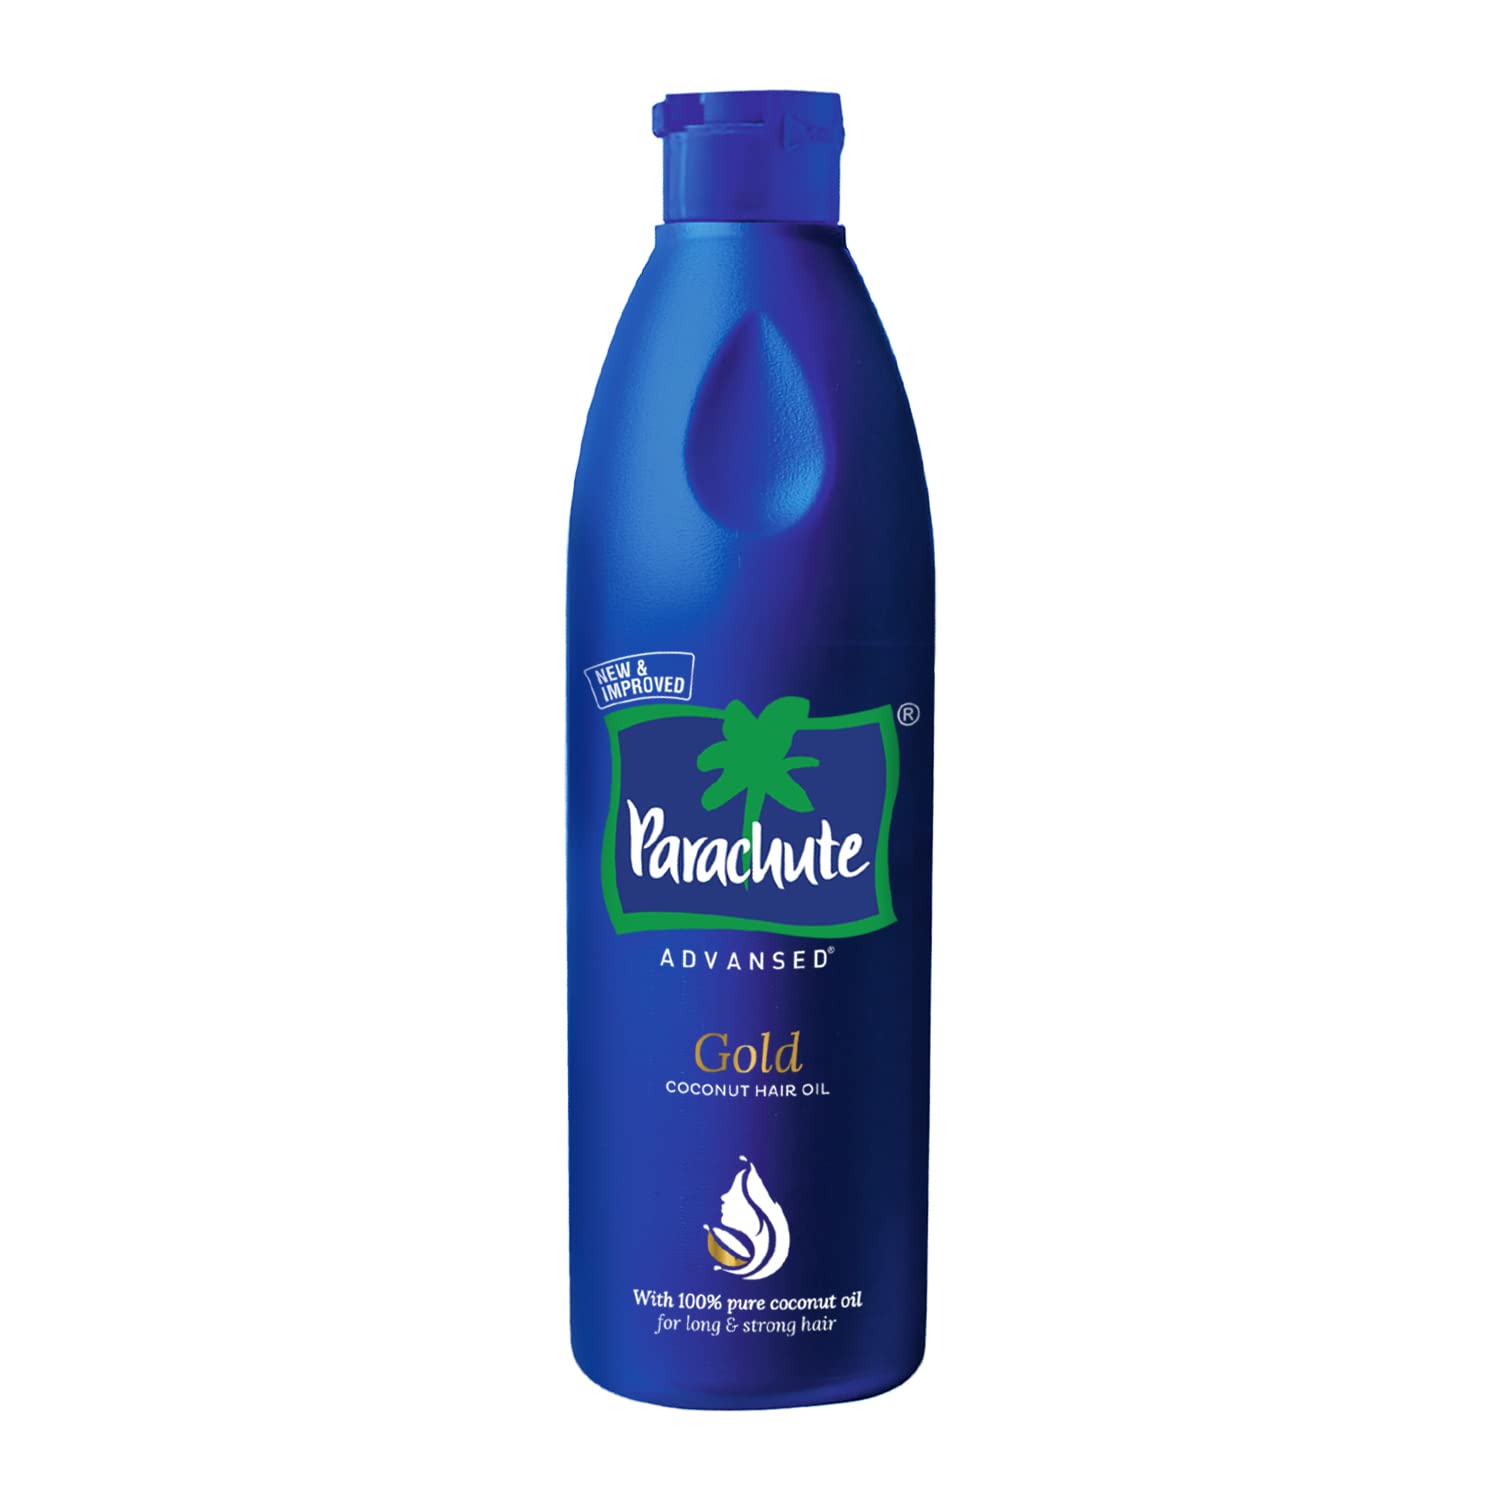 NEW &
IMPROVED
®
Parachute
ADVANSED®
Gold
COCONUT HAIR OIL
With 100% pure coconut oil
for long & strong hair